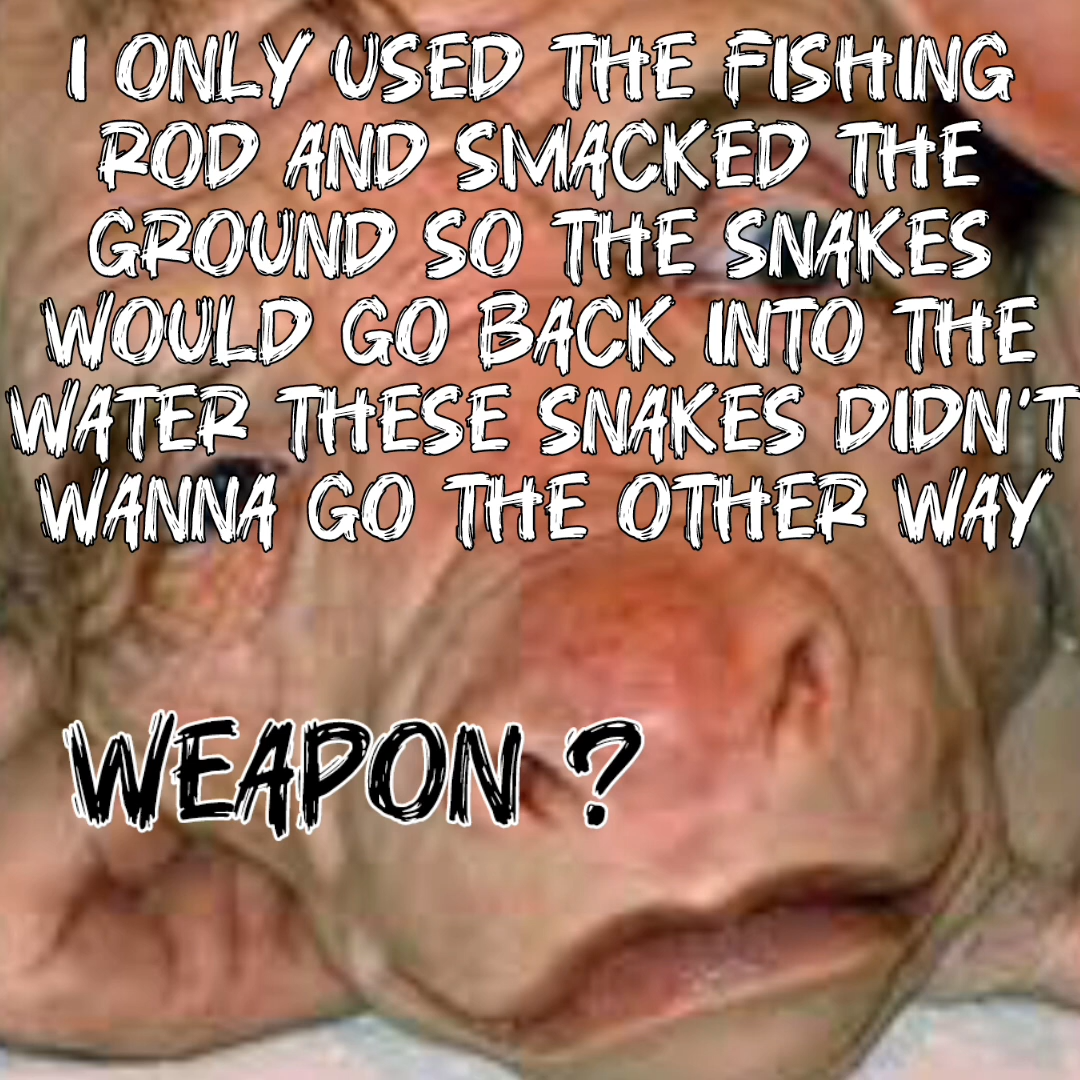 I ONLY USED THE FISHING
ROD AND SMACKED THE
GROUND SO THE SNAKES
WOULD GO BACK INTO THE
WATER THESE SNAKES DIDN'T
WANNA GO THE OTHER WAY
WEAPON ?